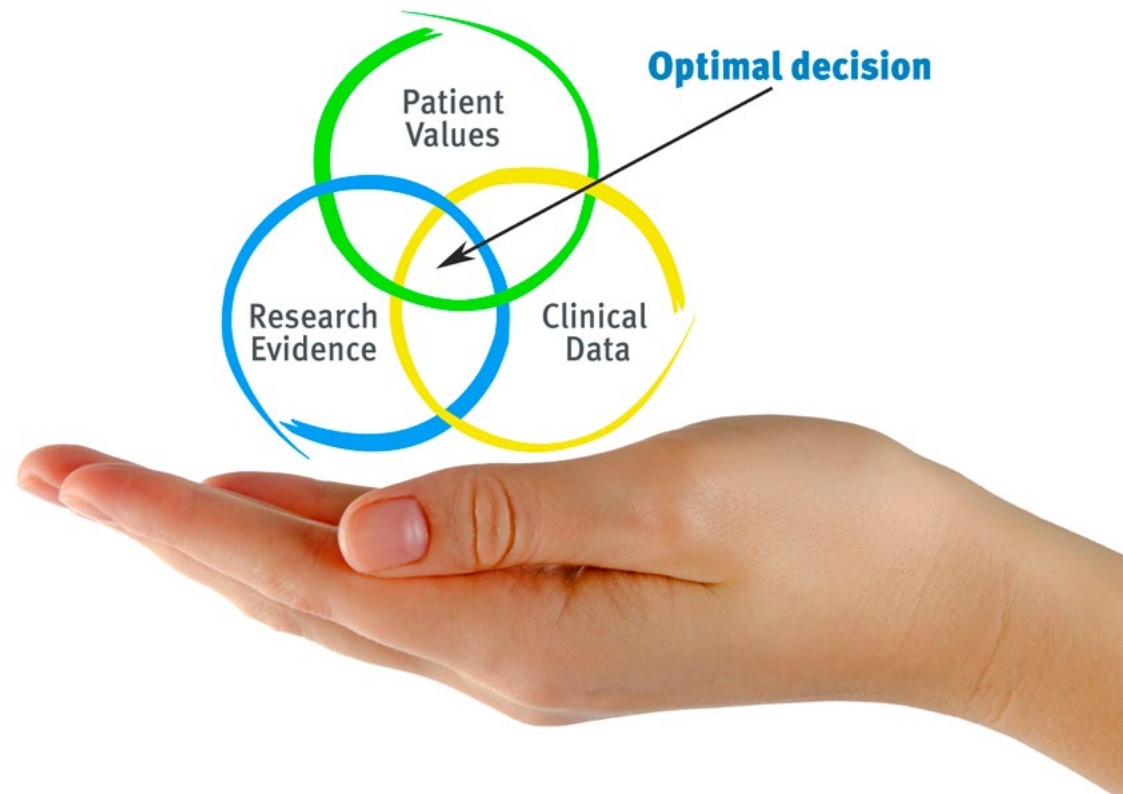 Optimal decision
Patient
Values
Research
Evidence
Clinical
Data